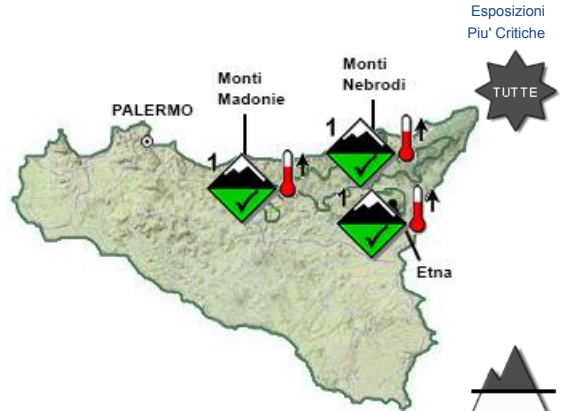 Esposizioni
Piu' Critiche
TUTTE
Monti
Nebrodi
Monti
Madonie
PALERMO
1
1
1
Etna